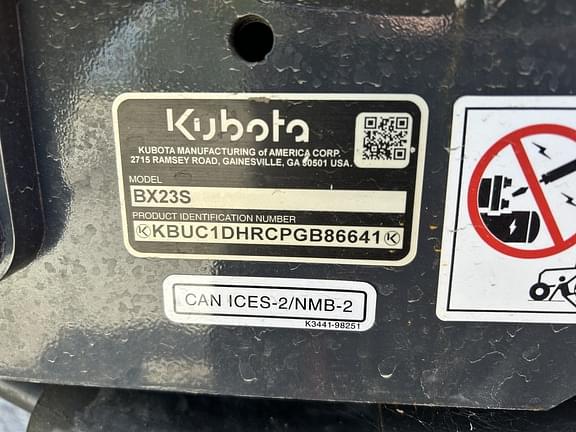 Kubota
KUBOTA MANUFACTURING of AMERICA CORP.
2715 RAMSEY ROAD, GAINESVILLE, GA 30501 USA.
MODEL
BX23S
PRODUCT IDENTIFICATION NUMBER
KBUC1DHRCPGB86641
CAN ICES-2/NMB-2
K3441-98251